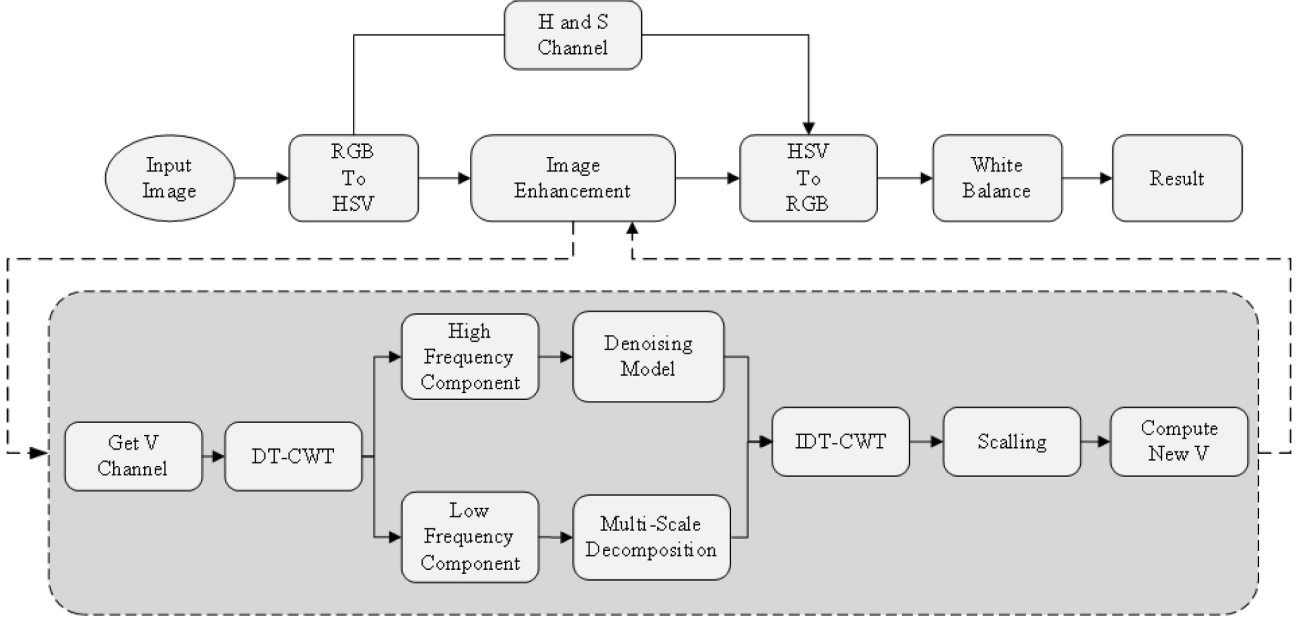 H and S
Channel
Input
Image
RGB
To
HSV
Image
Enhancement
HSV
To
RGB
White
Balance
Result
High
Frequency
Component
Denoising
Model
Get V
Channel
DT-CWT
IDT-CWT
Scalling
Compute
New V
Low
Frequency
Component
Multi-Scale
Decomposition